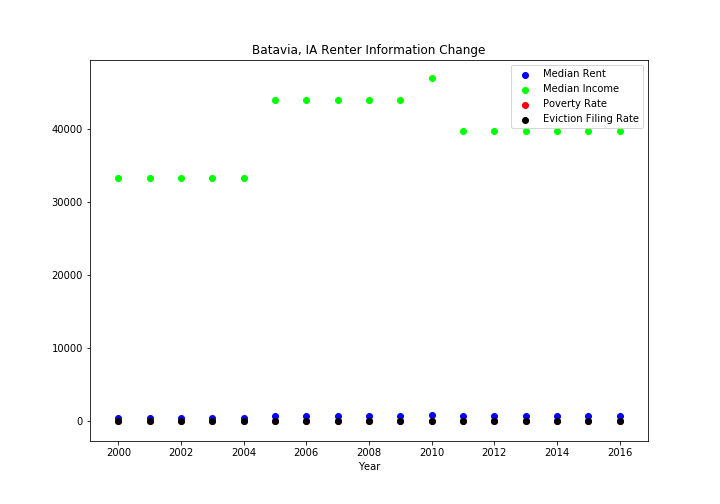 Batavia, IA Renter Information Change
Median Rent
Median Income
Poverty Rate
Eviction Filing Rate
40000
30000
20000
10000
0
2000 2002 2004 2006 2008 2010 2012 2014 2016
Year